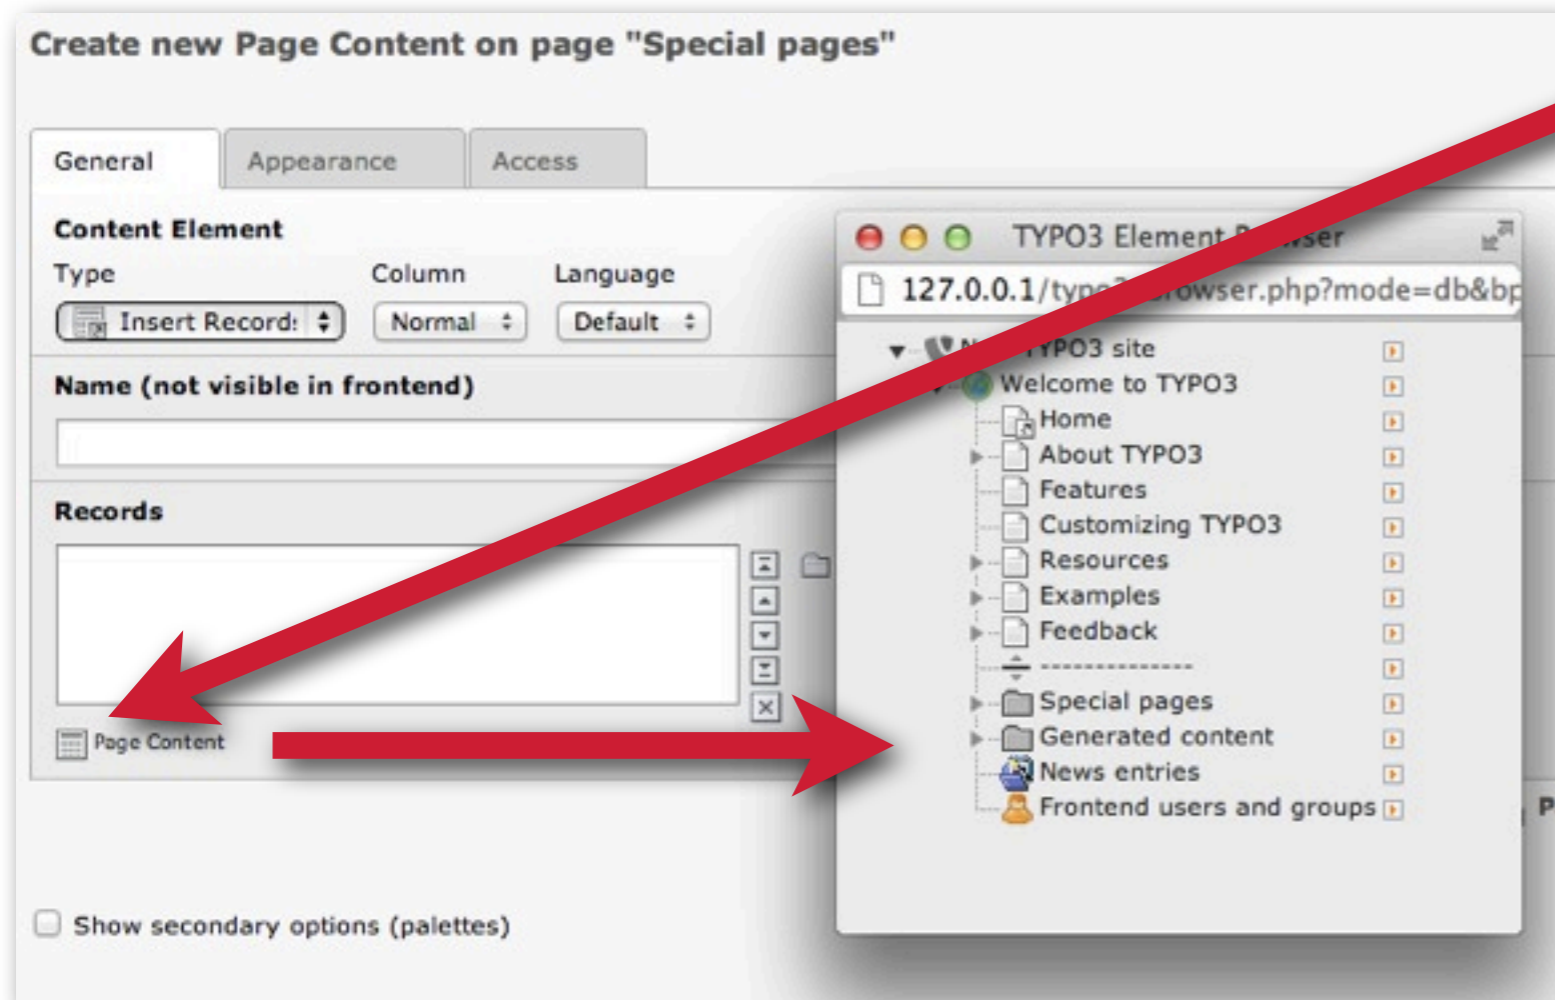 Create new Page Content on page "Special pages"
General
Appearance
Access
Content Element
Type
Column
Language
Insert Record
Normal
Default
Name (not visible in frontend)
Records
Page Content
Show secondary options (palettes)
TYPO3 Element
127.0.0.1/
.php?mode=db&bp
TYPO3 site
Welcome to TYPO3
Home
About TYPO3
Features
Customizing TYPO3
Resources
Examples
Feedback
--------------
Special pages
Generated content
News entries
Frontend users and groups
P